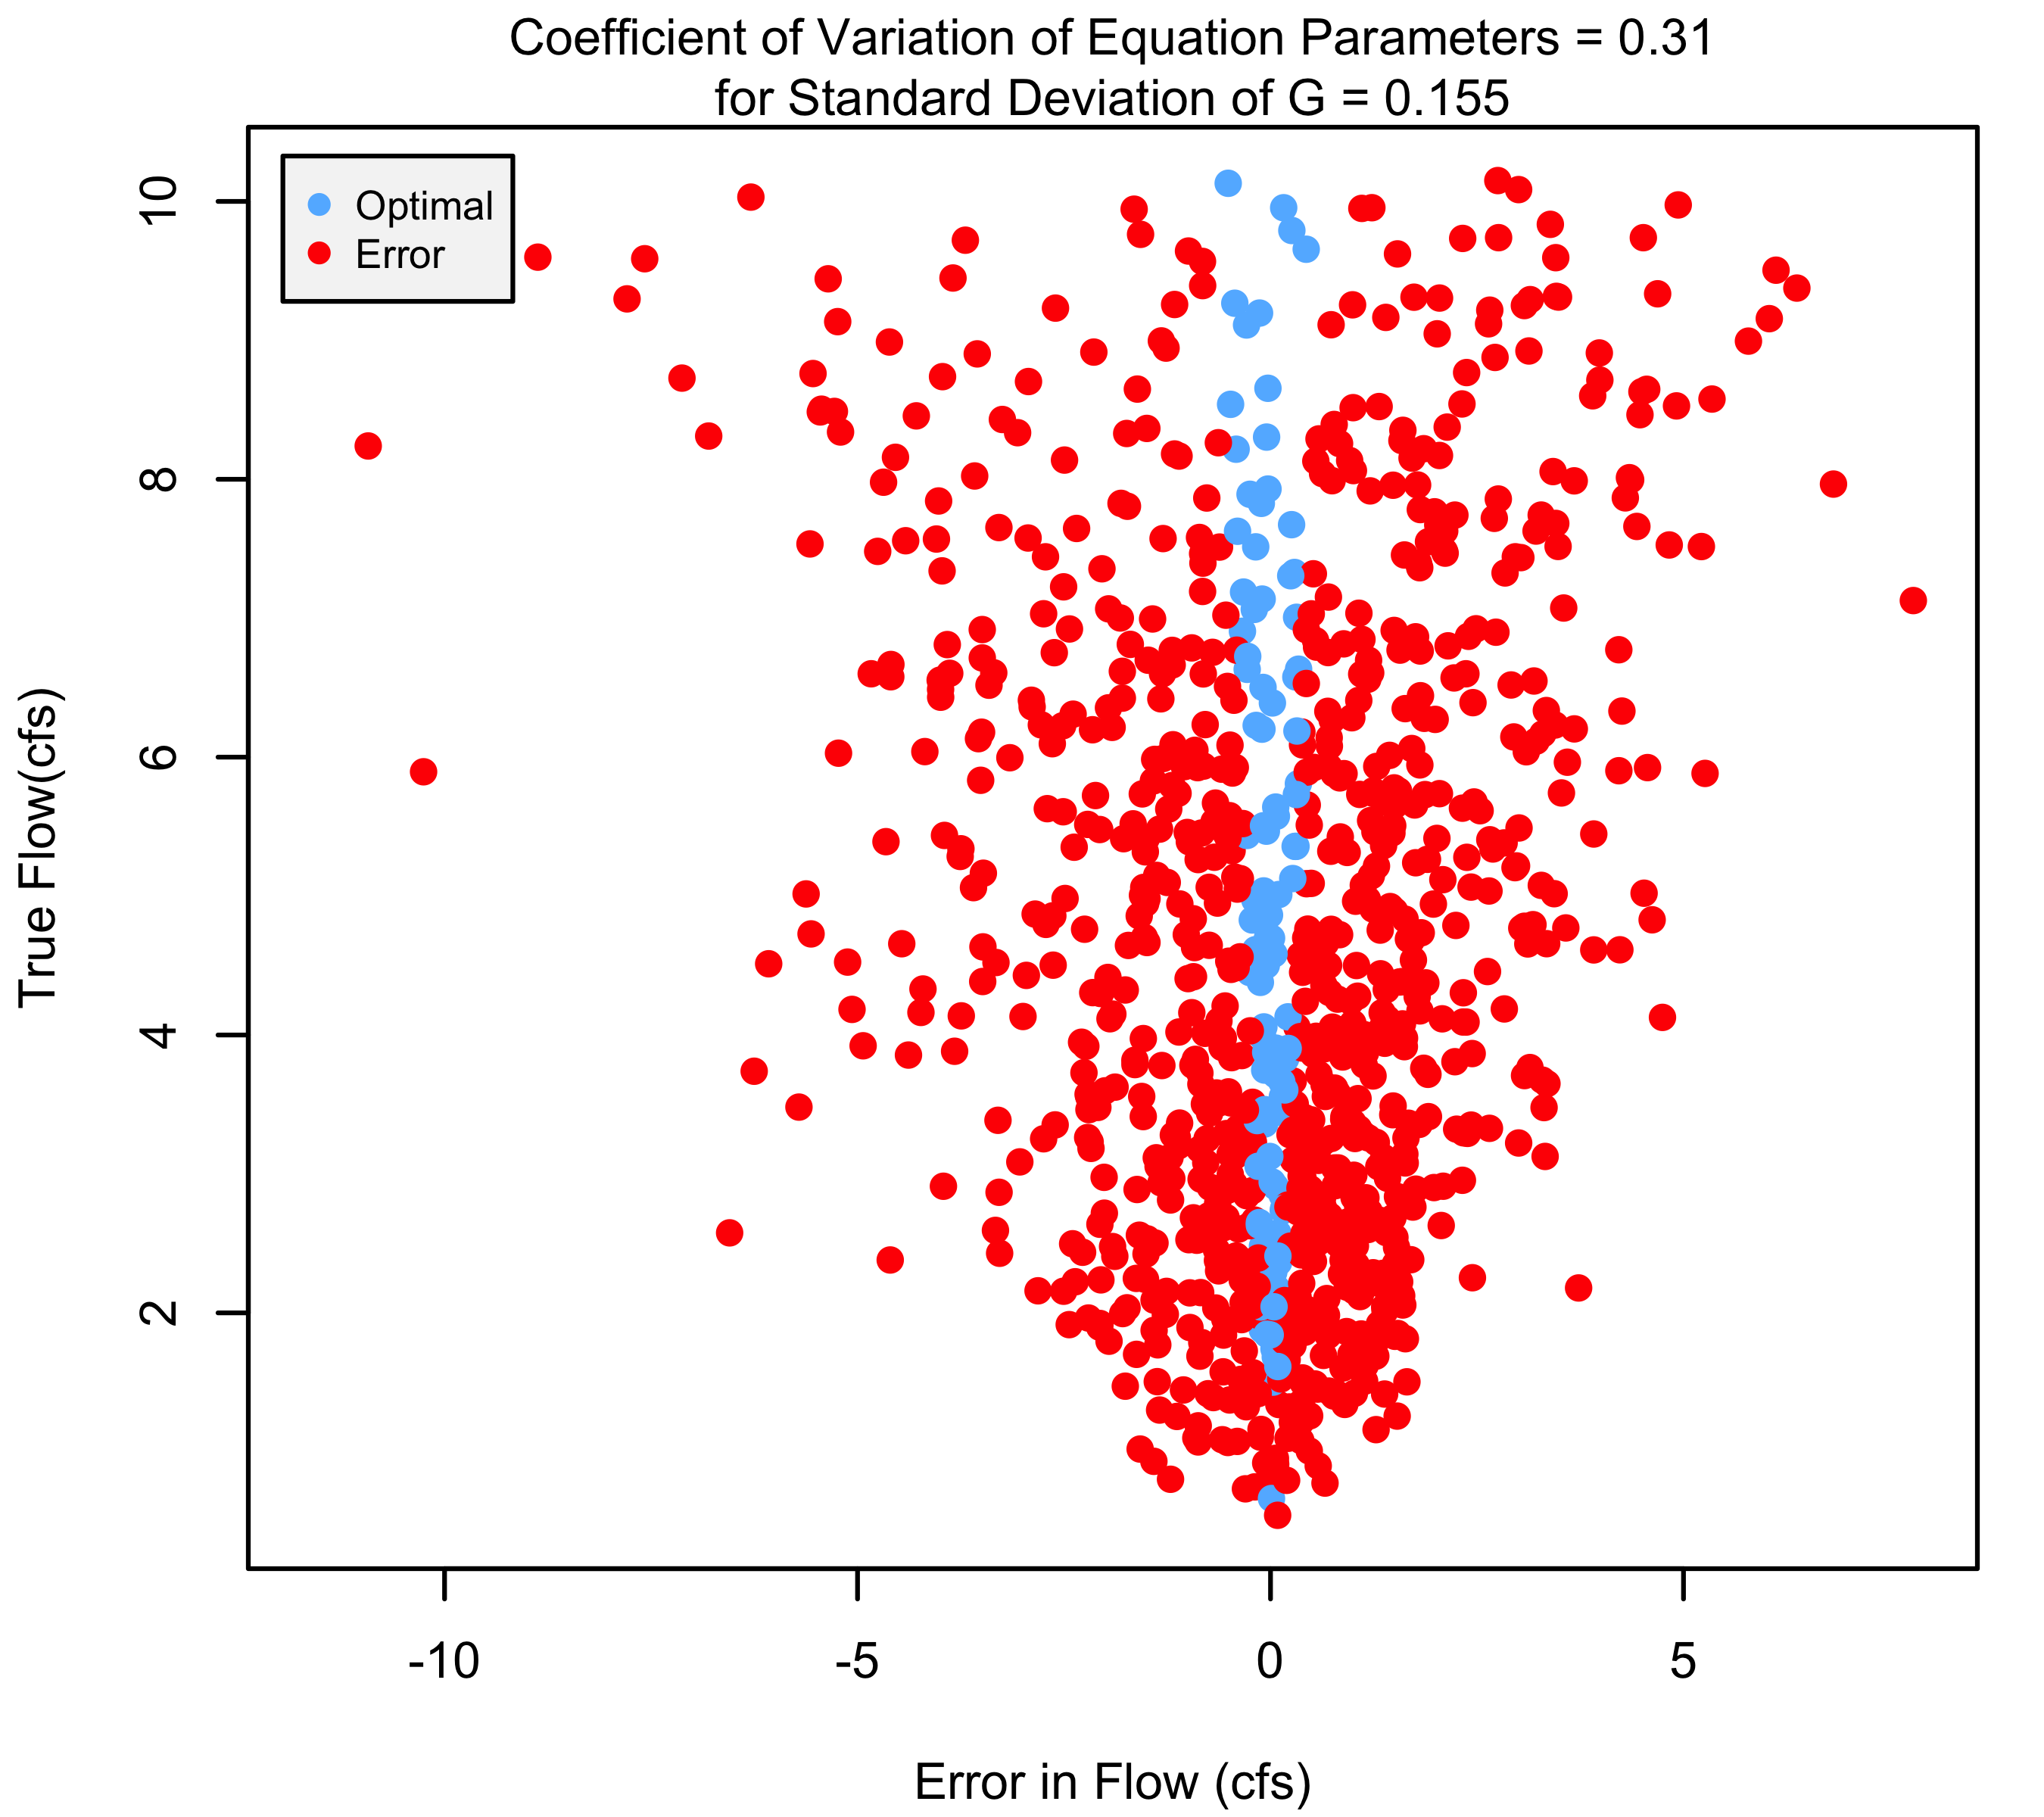 Coefficient of Variation of Equation Parameters = 0.31
for Standard Deviation of G = 0.155
Optimal
Error
True Flow(cfs)
10
8
6
4
2
-10
-5
0
5
Error in Flow (cfs)